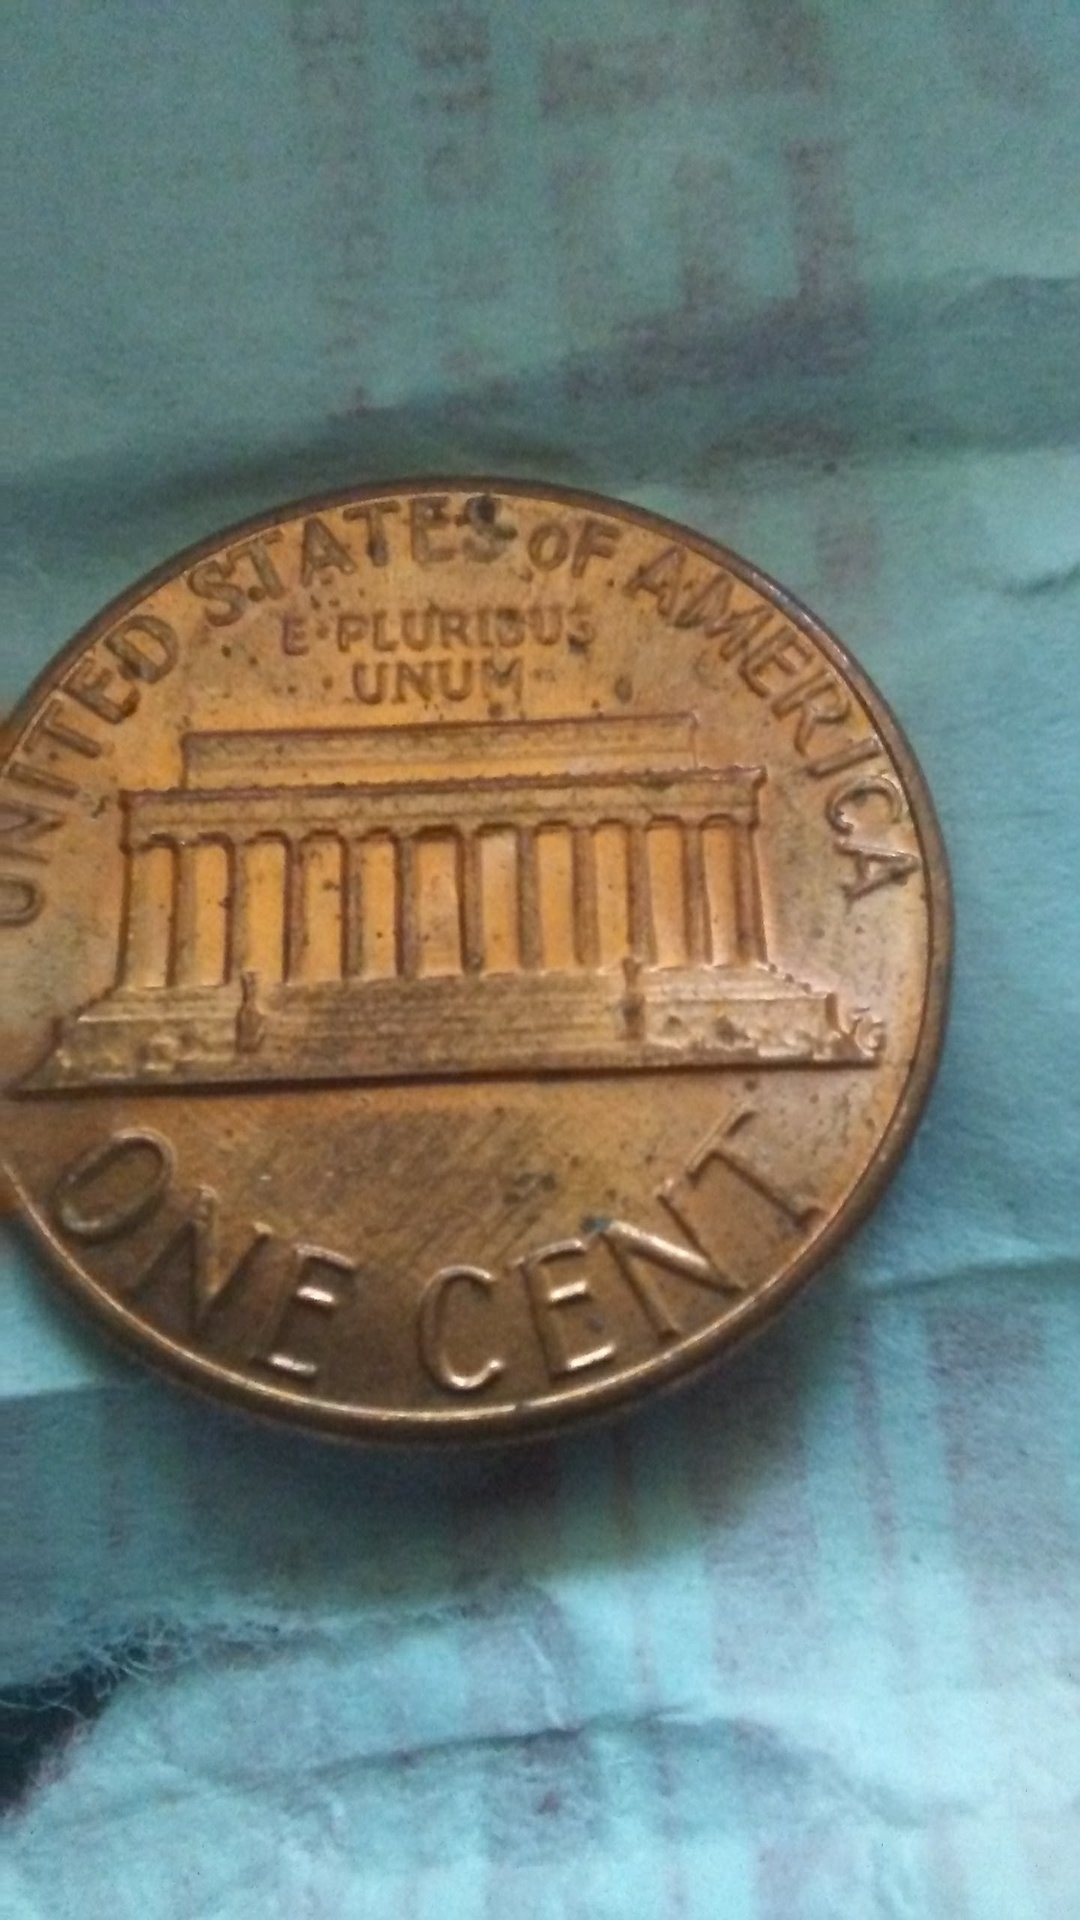 UNITED STATES OF AMERICA
E·PLURIBUS
UNUM
ONE CENT